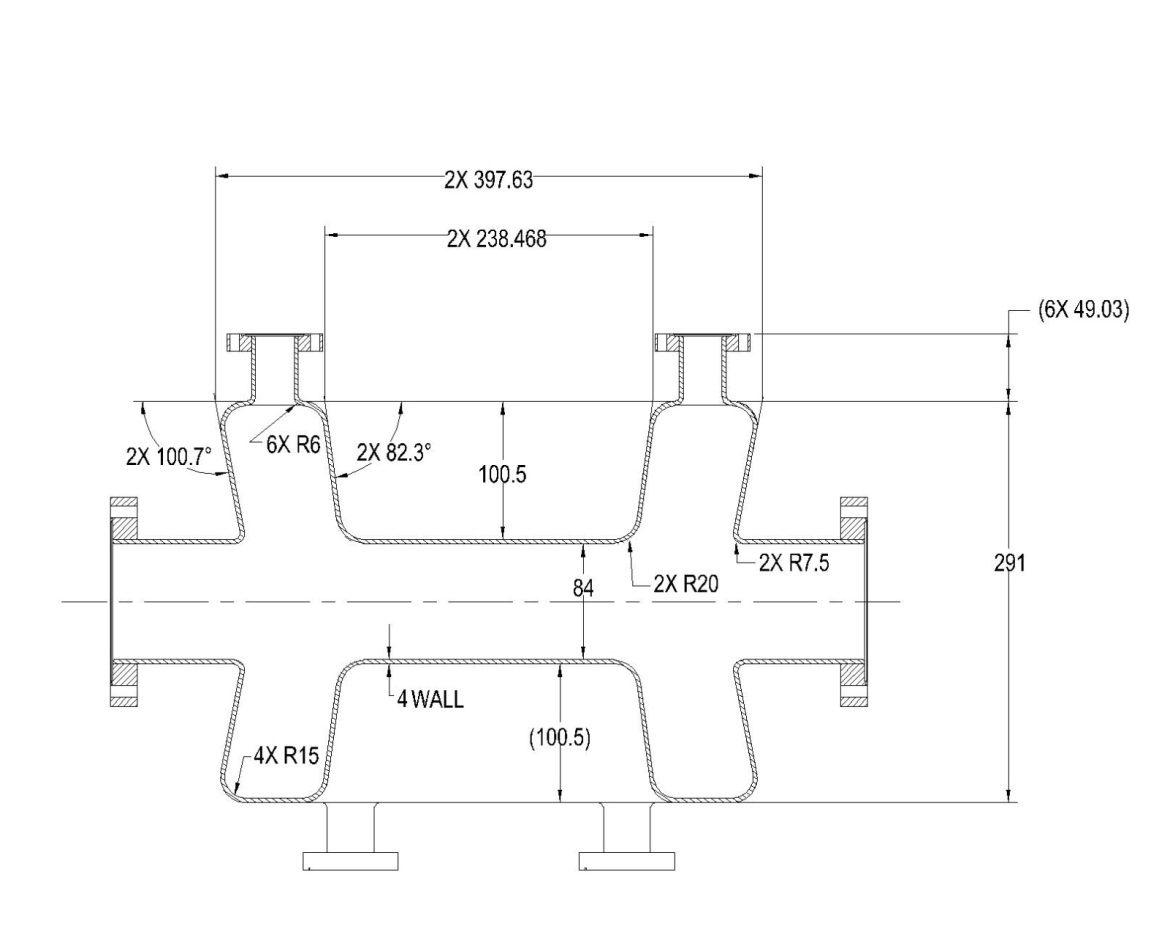 2X 397.63
2X 238.468
(6X 49.03)
6X R6
2X 82.3°
2X 100.7°
100.5
2X R7.5
291
84
2X R20
4 WALL
(100.5)
4X R15